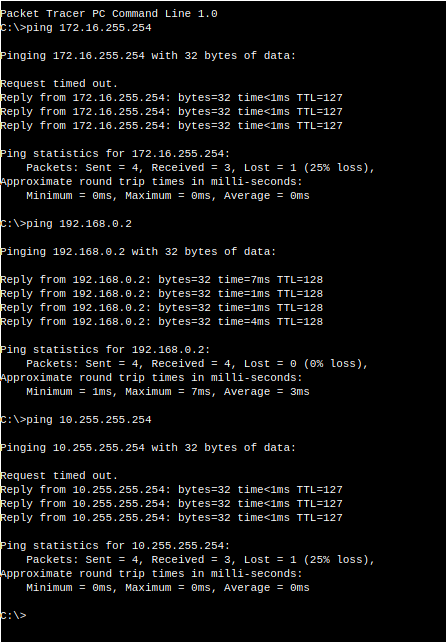 Packet Tracer PC Command Line 1.0
C:\>ping 172.16.255.254

Pinging 172.16.255.254 with 32 bytes of data:

Request timed out.
Reply from 172.16.255.254: bytes=32 time<1ms TTL=127
Reply from 172.16.255.254: bytes=32 time<1ms TTL=127
Reply from 172.16.255.254: bytes=32 time<1ms TTL=127

Ping statistics for 172.16.255.254:
    Packets: Sent = 4, Received = 3, Lost = 1 (25% loss),
Approximate round trip times in milli-seconds:
    Minimum = 0ms, Maximum = 0ms, Average = 0ms

C:\>ping 192.168.0.2

Pinging 192.168.0.2 with 32 bytes of data:

Reply from 192.168.0.2: bytes=32 time=7ms TTL=128
Reply from 192.168.0.2: bytes=32 time=1ms TTL=128
Reply from 192.168.0.2: bytes=32 time=1ms TTL=128
Reply from 192.168.0.2: bytes=32 time=4ms TTL=128

Ping statistics for 192.168.0.2:
    Packets: Sent = 4, Received = 4, Lost = 0 (0% loss),
Approximate round trip times in milli-seconds:
    Minimum = 1ms, Maximum = 7ms, Average = 3ms

C:\>ping 10.255.255.254

Pinging 10.255.255.254 with 32 bytes of data:

Request timed out.
Reply from 10.255.255.254: bytes=32 time<1ms TTL=127
Reply from 10.255.255.254: bytes=32 time<1ms TTL=127
Reply from 10.255.255.254: bytes=32 time<1ms TTL=127

Ping statistics for 10.255.255.254:
    Packets: Sent = 4, Received = 3, Lost = 1 (25% loss),
Approximate round trip times in milli-seconds:
    Minimum = 0ms, Maximum = 0ms, Average = 0ms

C:\>